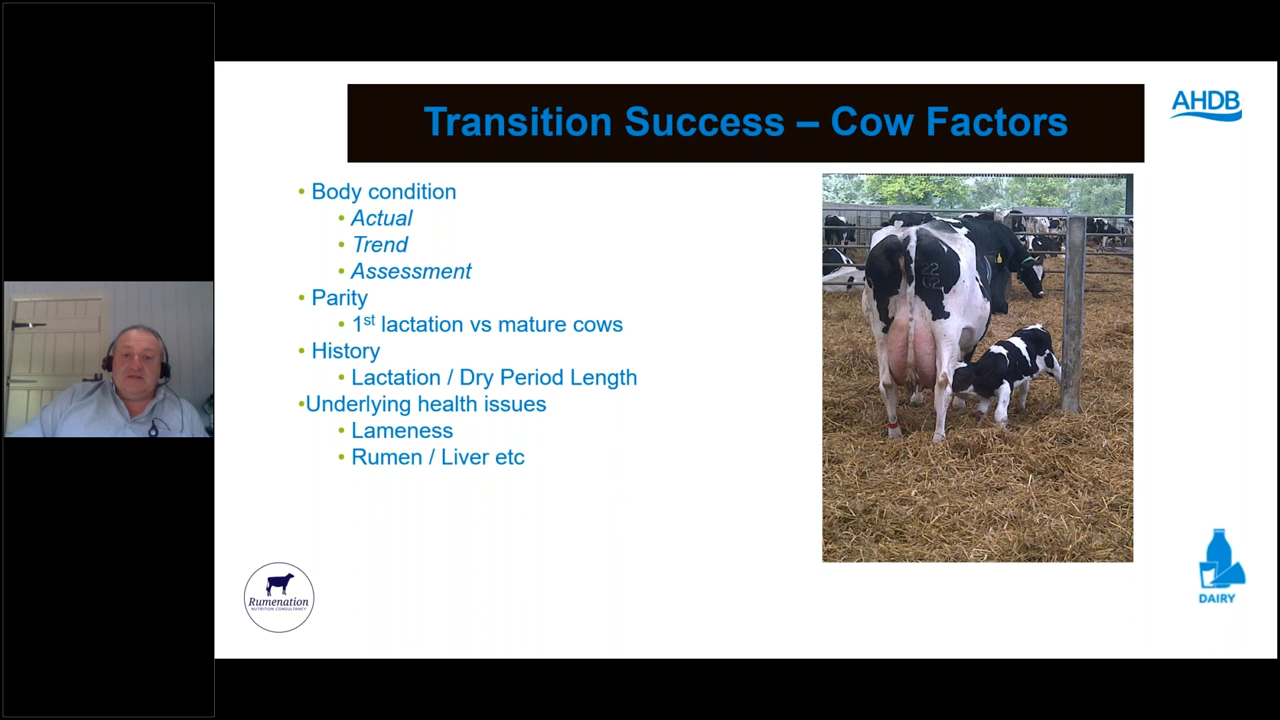 Transition Success – Cow Factors
AHDB
• Body condition
• Actual
• Trend
• Assessment
• Parity
• 1st lactation vs mature cows
• History
• Lactation / Dry Period Length
•Underlying health issues
• Lameness
• Rumen / Liver etc
22
Rumenation
NUTRITION CONSULTANCY
DAIRY